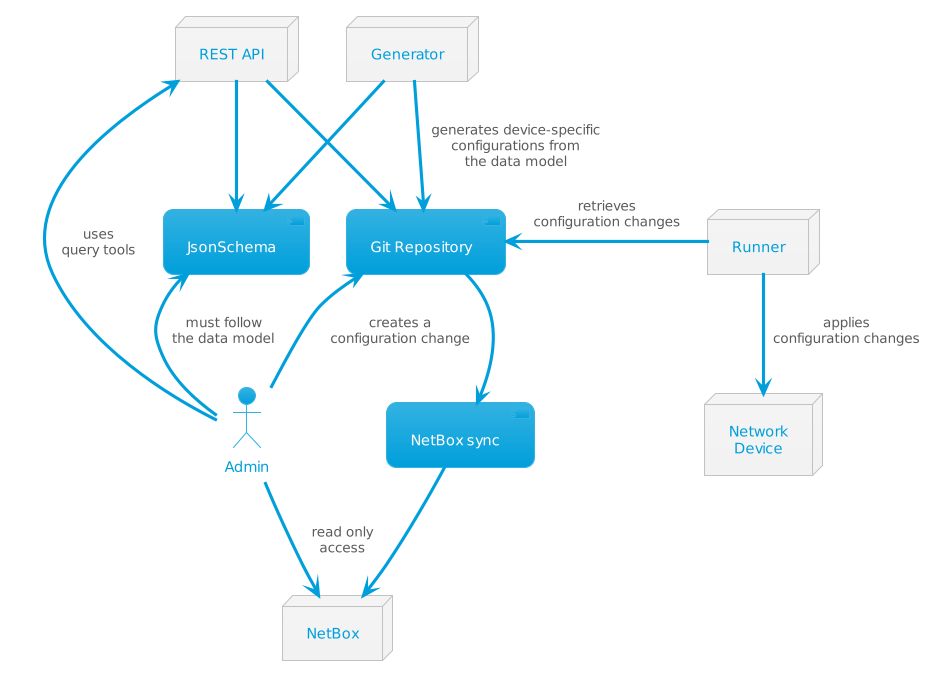 REST API
Generator
generates device-specific
configurations from
the data model
retrieves
configuration changes
uses
query tools
JsonSchema
Git Repository
Runner
must follow
the data model
creates a
configuration change
applies
configuration changes
NetBox sync
Network
Device
Admin
read only
access
NetBox